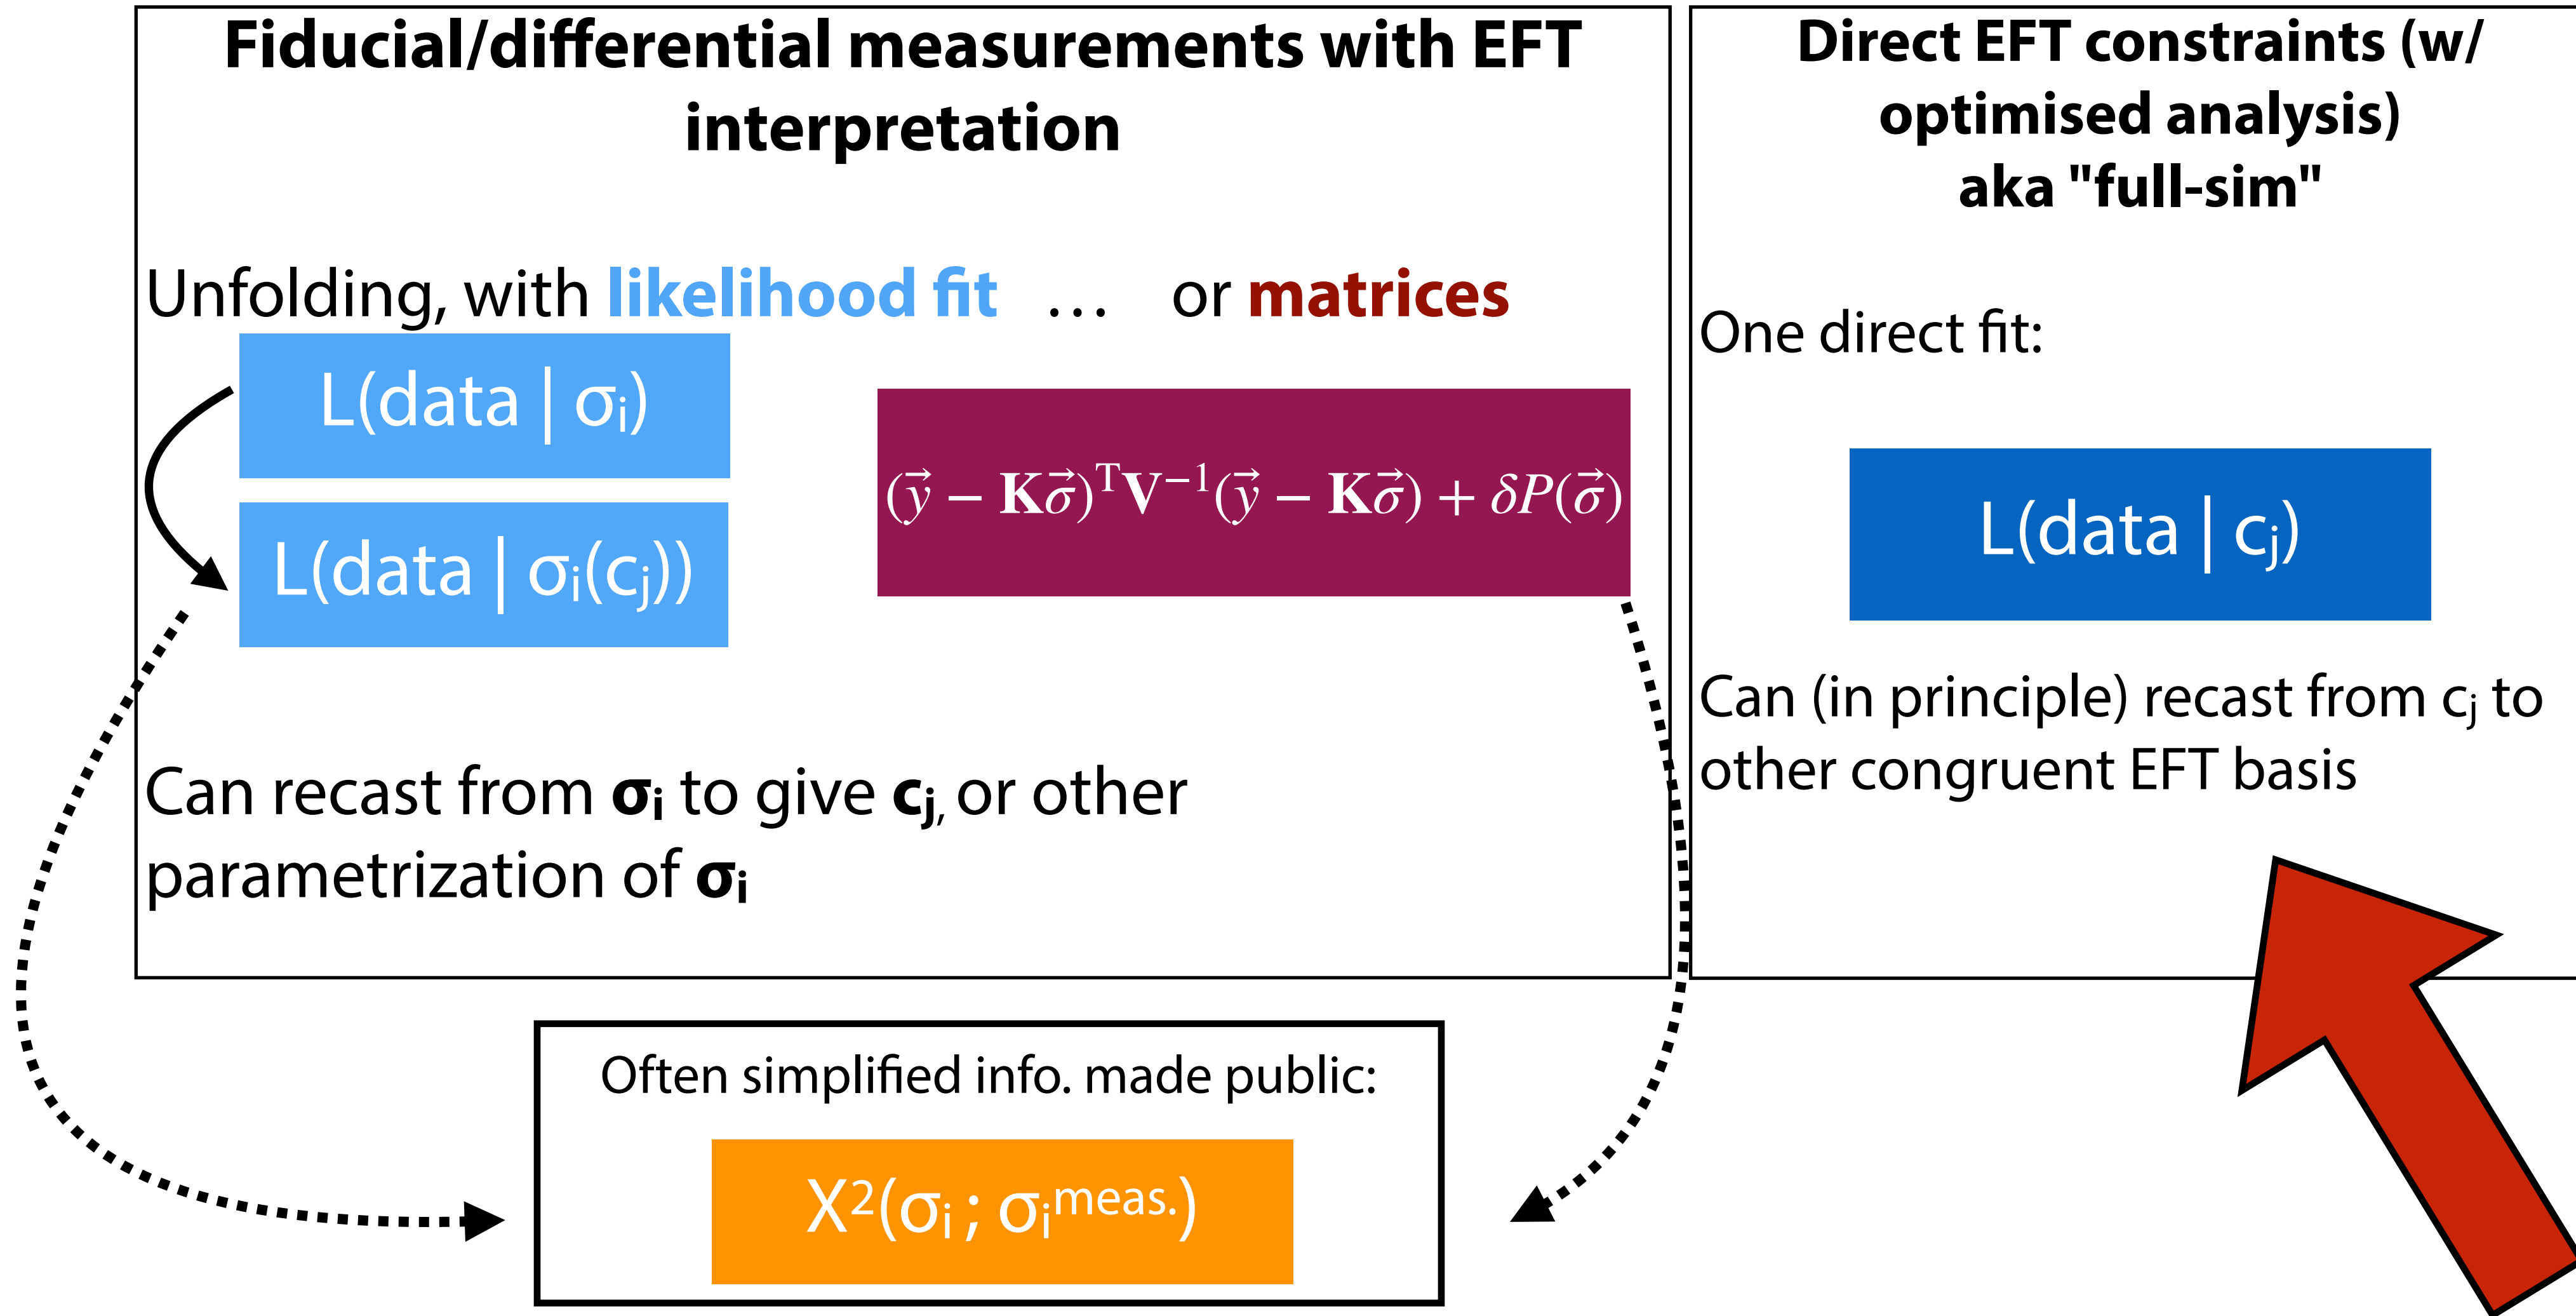 Fiducial/differential measurements with EFT
interpretation
Unfolding, with likelihood fit … or matrices
L(data | σᵢ)
L(data | σᵢ(cⱼ))
(y⃗ − Kσ⃗)ᵀV⁻¹(y⃗ − Kσ⃗) + δP(σ⃗)
Can recast from σᵢ to give cⱼ, or other
parametrization of σᵢ
Direct EFT constraints (w/
optimised analysis)
aka "full-sim"
One direct fit:
L(data | cⱼ)
Can (in principle) recast from cⱼ to
other congruent EFT basis
Often simplified info. made public:
X²(σᵢ ; σᵢᵐᵉᵃˢ·)